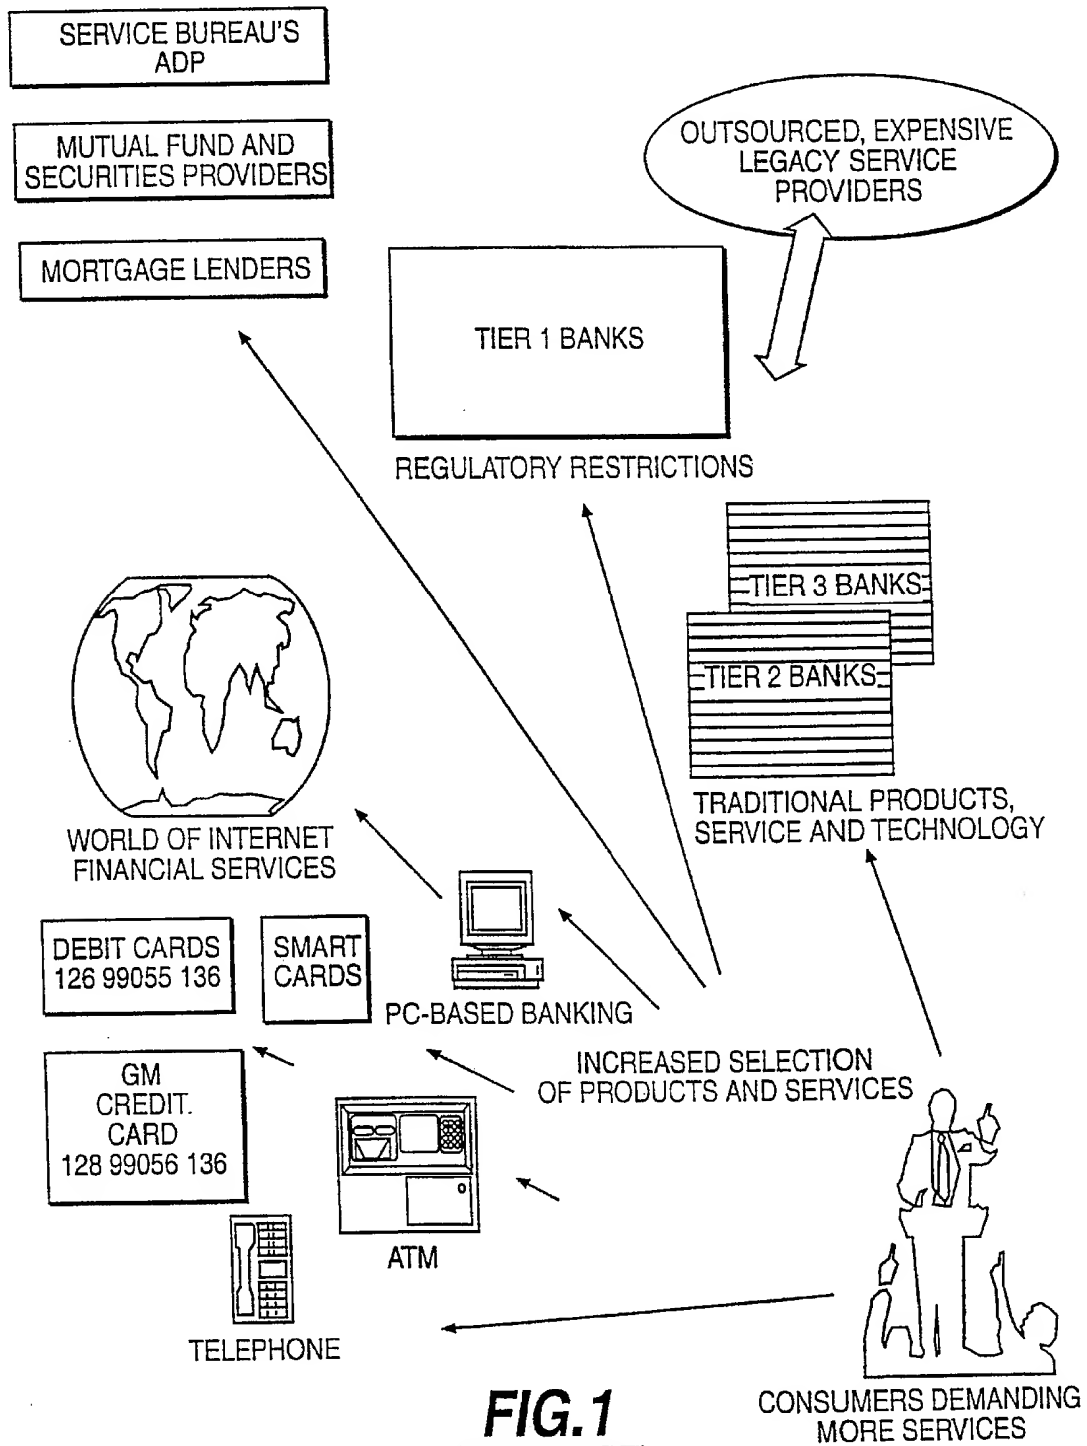 SERVICE BUREAU'S
ADP
MUTUAL FUND AND
SECURITIES PROVIDERS
MORTGAGE LENDERS
OUTSOURCED, EXPENSIVE
LEGACY SERVICE
PROVIDERS
TIER 1 BANKS
REGULATORY RESTRICTIONS
TIER 3 BANKS
TIER 2 BANKS
TRADITIONAL PRODUCTS,
SERVICE AND TECHNOLOGY
WORLD OF INTERNET
FINANCIAL SERVICES
DEBIT CARDS
126 99055 136
SMART
CARDS
PC-BASED BANKING
INCREASED SELECTION
OF PRODUCTS AND SERVICES
GM
CREDIT.
CARD
128 99056 136
ATM
TELEPHONE
CONSUMERS DEMANDING
MORE SERVICES
FIG.1